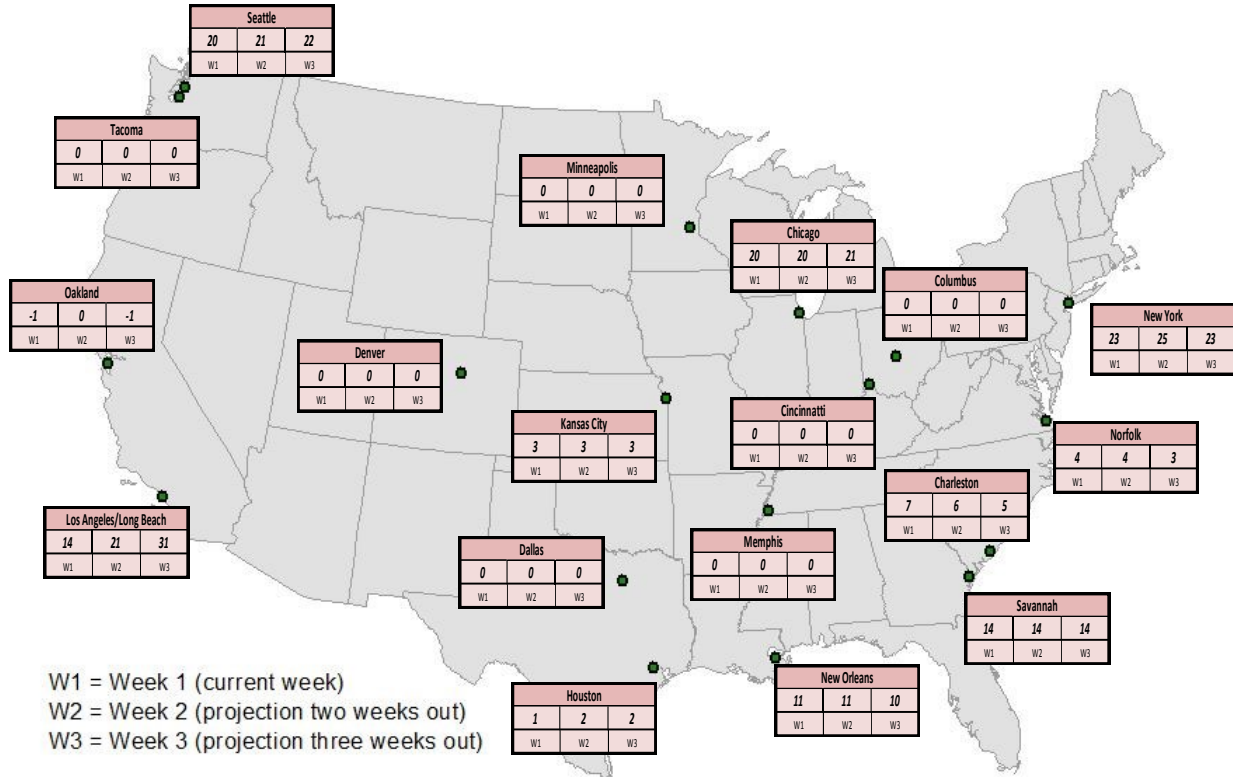 Seattle
20 21 22
W1 W2 W3
Tacoma
0 0 0
W1 W2 W3
Minneapolis
0 0 0
W1 W2 W3
Chicago
20 20 21
W1 W2 W3
Columbus
0 0 0
W1 W2 W3
Oakland
-1 0 -1
W1 W2 W3
New York
23 25 23
W1 W2 W3
Denver
0 0 0
W1 W2 W3
Kansas City
3 3 3
W1 W2 W3
Cincinnatti
0 0 0
W1 W2 W3
Norfolk
4 4 3
W1 W2 W3
Charleston
7 6 5
W1 W2 W3
Los Angeles/Long Beach
14 21 31
W1 W2 W3
Dallas
0 0 0
W1 W2 W3
Memphis
0 0 0
W1 W2 W3
Savannah
14 14 14
W1 W2 W3
New Orleans
11 11 10
W1 W2 W3
Houston
1 2 2
W1 W2 W3
W1 = Week 1 (current week)
W2 = Week 2 (projection two weeks out)
W3 = Week 3 (projection three weeks out)